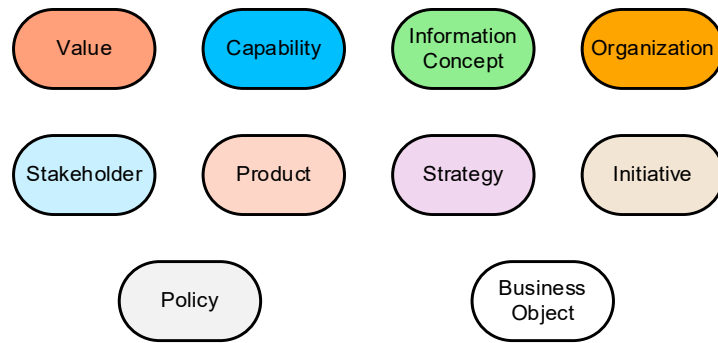 Value
Capability
Information
Concept
Organization
Stakeholder
Product
Strategy
Initiative
Policy
Business
Object